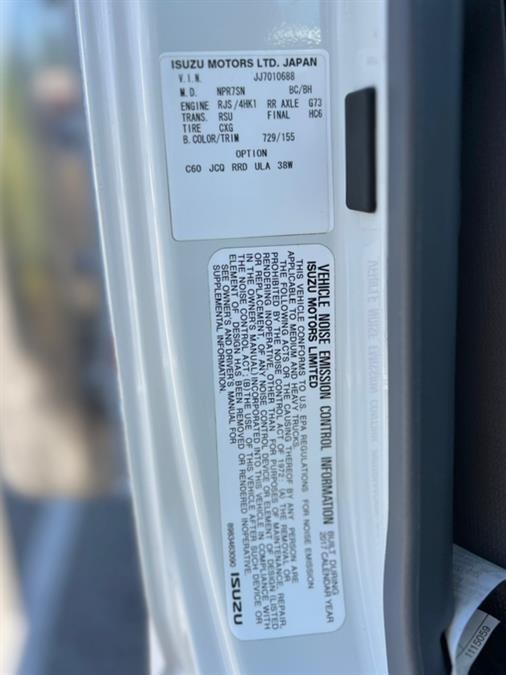 ISUZU MOTORS LTD. JAPAN
V.I.N. JJ7010688
M.D. NPR7SN BC/BH
ENGINE RJS/4HK1 RR AXLE G73
TRANS. RSU FINAL HC6
TIRE CXG
B.COLOR/TRIM 729/155
OPTION
C60 JCQ RRD ULA 38W
VEHICLE NOISE EMISSION CONTROL INFORMATION
BUILT DURING
2017 CALENDAR YEAR
ISUZU MOTORS LIMITED
THIS VEHICLE CONFORMS TO U.S. EPA REGULATIONS FOR NOISE EMISSION
APPLICABLE TO MEDIUM AND HEAVY TRUCKS.
THE FOLLOWING ACTS OR THE CAUSING THEREOF BY ANY PERSON ARE
PROHIBITED BY THE NOISE CONTROL ACT OF 1972: (A) THE REMOVAL OR
RENDERING INOPERATIVE, OTHER THAN FOR PURPOSES OF MAINTENANCE, REPAIR,
OR REPLACEMENT, OF ANY NOISE CONTROL DEVICE OR ELEMENT OF DESIGN (LISTED
IN THE OWNER'S MANUAL) INCORPORATED INTO THIS VEHICLE IN COMPLIANCE WITH
THE NOISE CONTROL ACT; (B) THE USE OF THIS VEHICLE AFTER SUCH DEVICE OR
ELEMENT OF DESIGN HAS BEEN REMOVED OR RENDERED INOPERATIVE.
SEE OWNER'S AND DRIVER'S MANUAL FOR
SUPPLEMENTAL INFORMATION.
8983463090 ISUZU
1115059